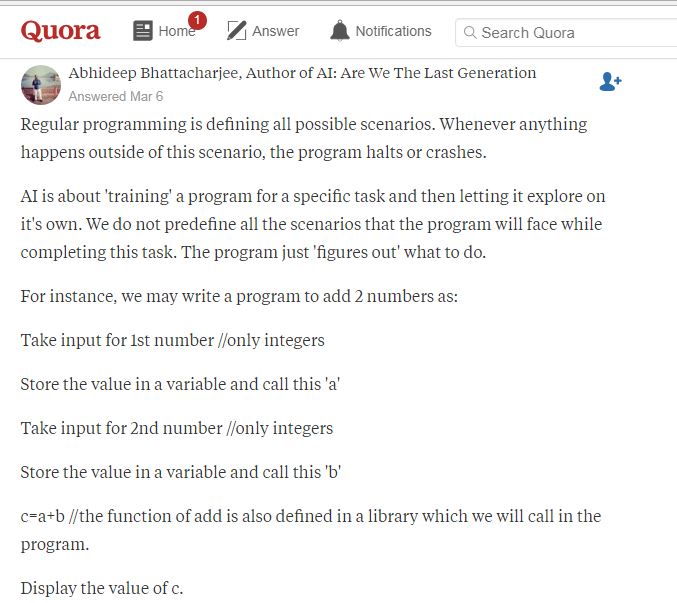 Quora
Home 1
Answer
Notifications
Search Quora
Abhideep Bhattacharjee, Author of AI: Are We The Last Generation
Answered Mar 6
Regular programming is defining all possible scenarios. Whenever anything
happens outside of this scenario, the program halts or crashes.
AI is about 'training' a program for a specific task and then letting it explore on
it's own. We do not predefine all the scenarios that the program will face while
completing this task. The program just 'figures out' what to do.
For instance, we may write a program to add 2 numbers as:
Take input for 1st number //only integers
Store the value in a variable and call this 'a'
Take input for 2nd number //only integers
Store the value in a variable and call this 'b'
c=a+b //the function of add is also defined in a library which we will call in the
program.
Display the value of c.